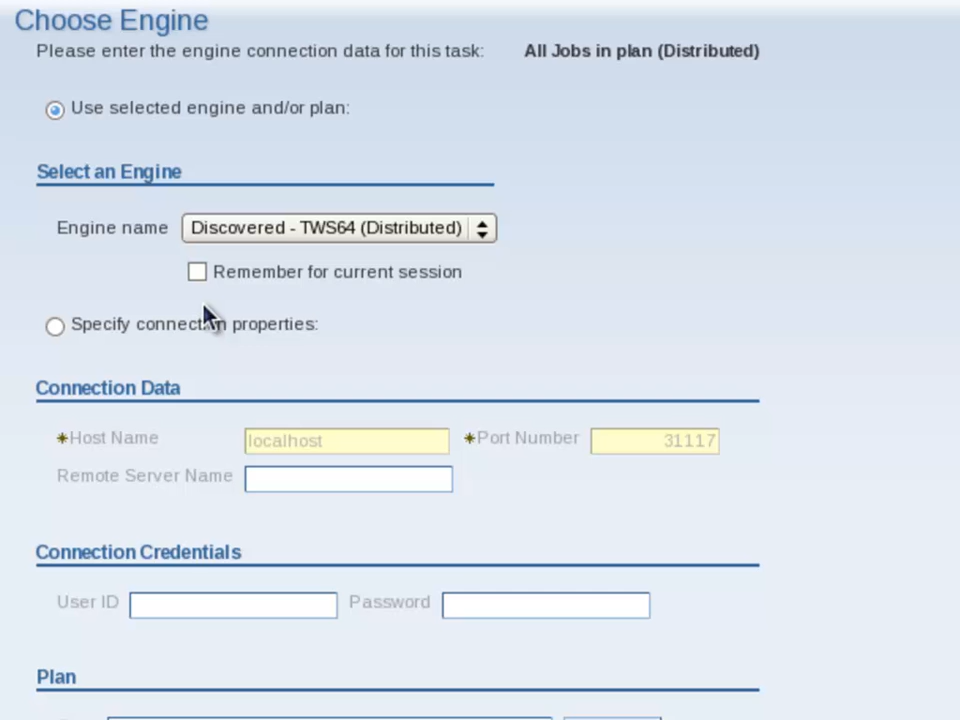 Choose Engine
Please enter the engine connection data for this task: All Jobs in plan (Distributed)
Use selected engine and/or plan:
Select an Engine
Engine name Discovered - TWS64 (Distributed)
Remember for current session
Specify connection properties:
Connection Data
*Host Name localhost *Port Number 31117
Remote Server Name
Connection Credentials
User ID Password
Plan